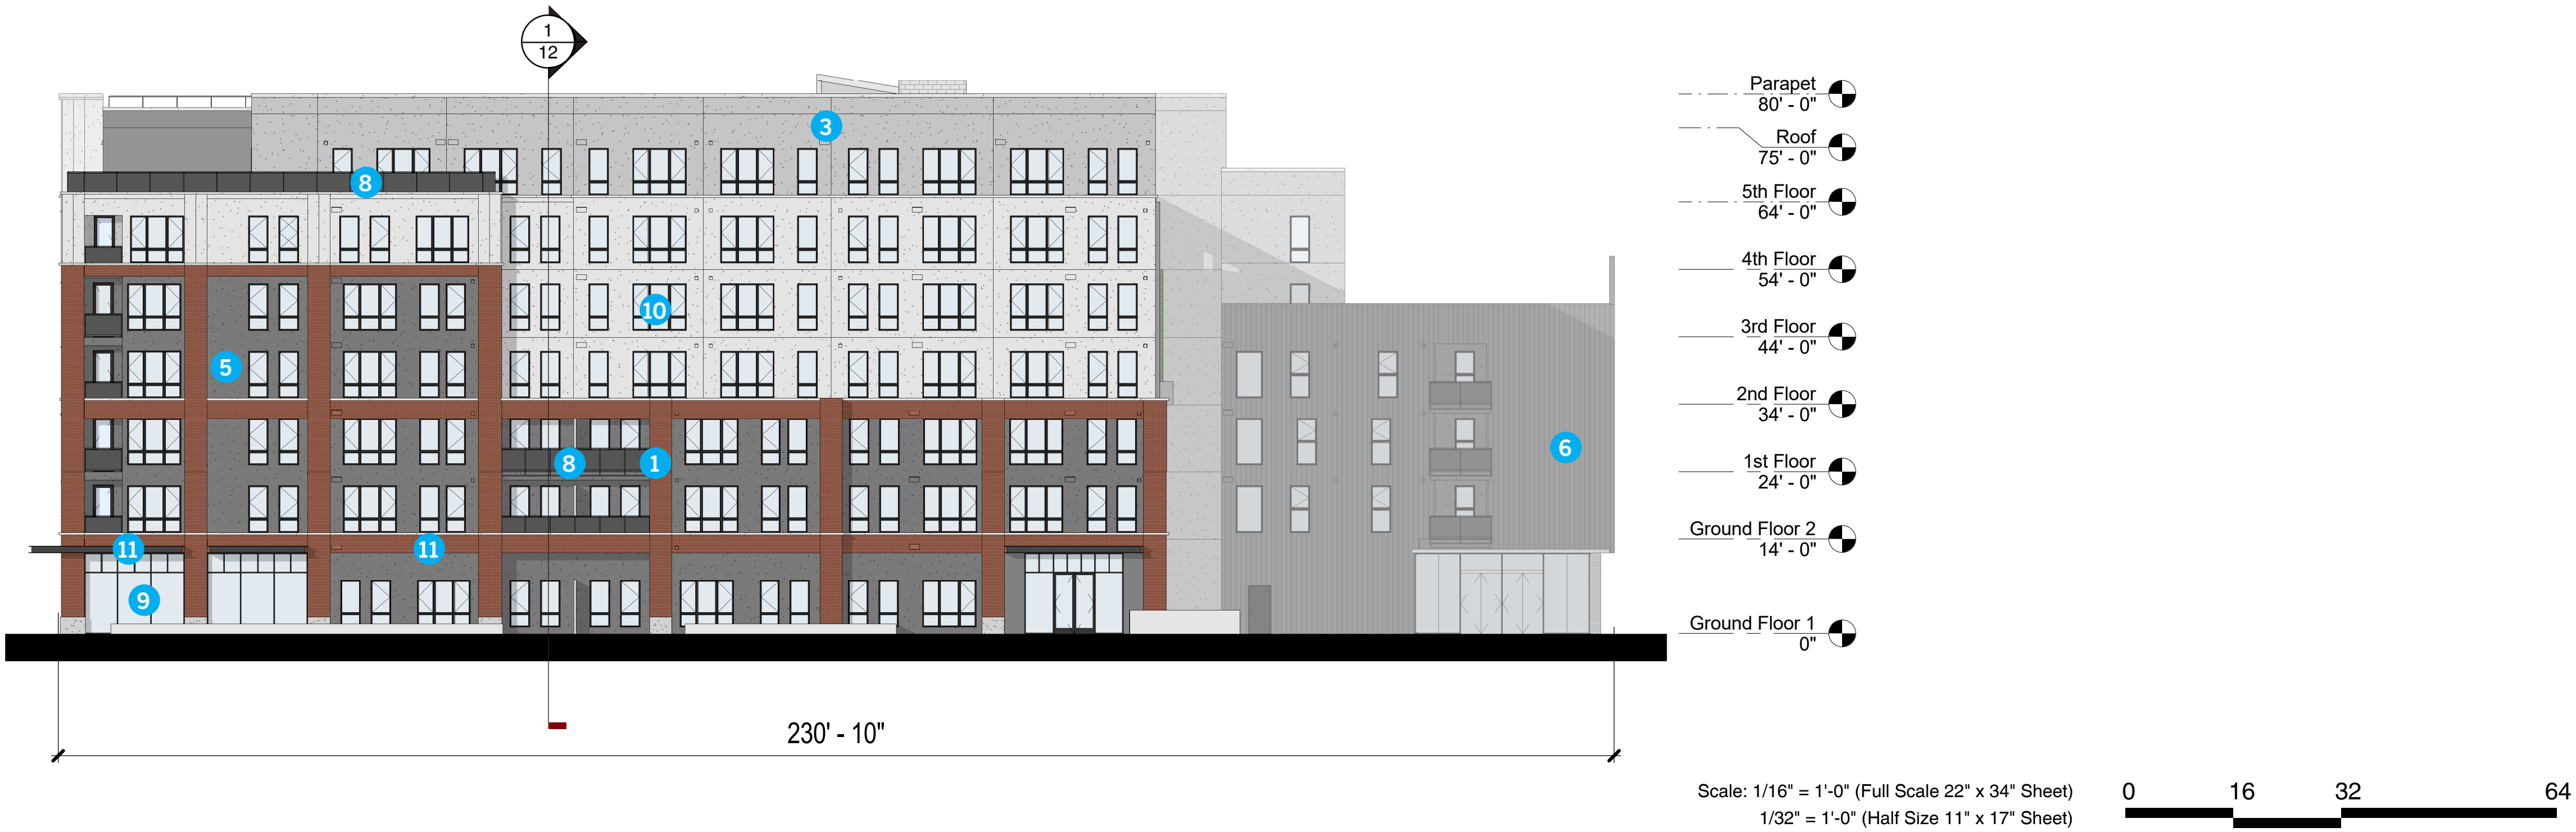 1
12
Parapet
80' - 0"
3
Roof
75' - 0"
8
5th Floor
64' - 0"
4th Floor
54' - 0"
10
3rd Floor
44' - 0"
5
2nd Floor
34' - 0"
8
1
6
1st Floor
24' - 0"
11
11
Ground Floor 2
14' - 0"
9
Ground Floor 1
0"
230' - 10"
Scale: 1/16" = 1'-0" (Full Scale 22" x 34" Sheet)
1/32" = 1'-0" (Half Size 11" x 17" Sheet)
0 16 32 64